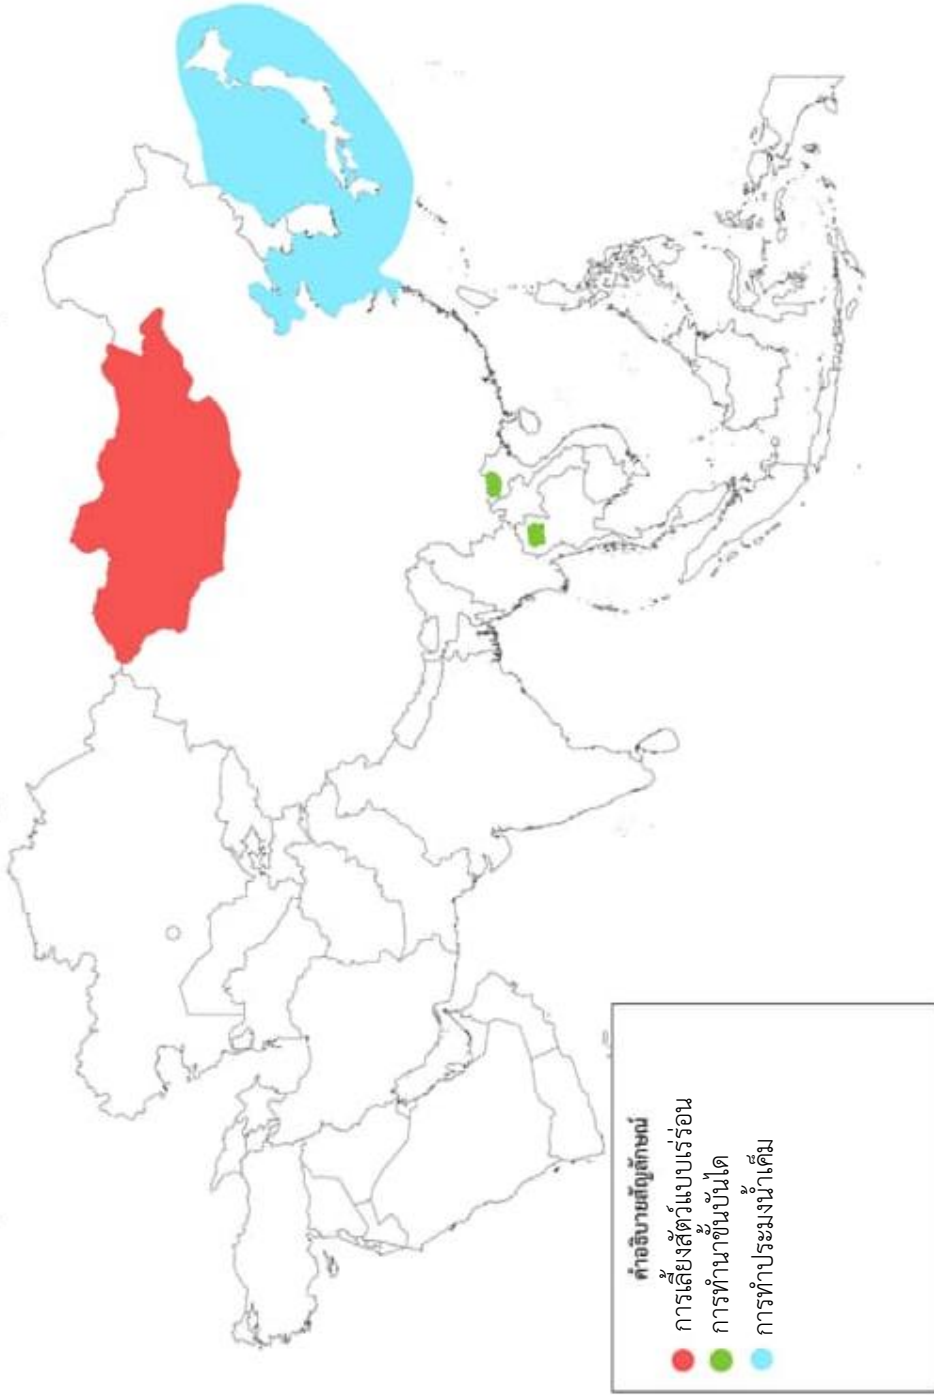 คำอธิบายสัญลักษณ์
การเลี้ยงสัตว์แบบเร่ร่อน
การทำนาขั้นบันได
การทำประมงน้ำเค็ม